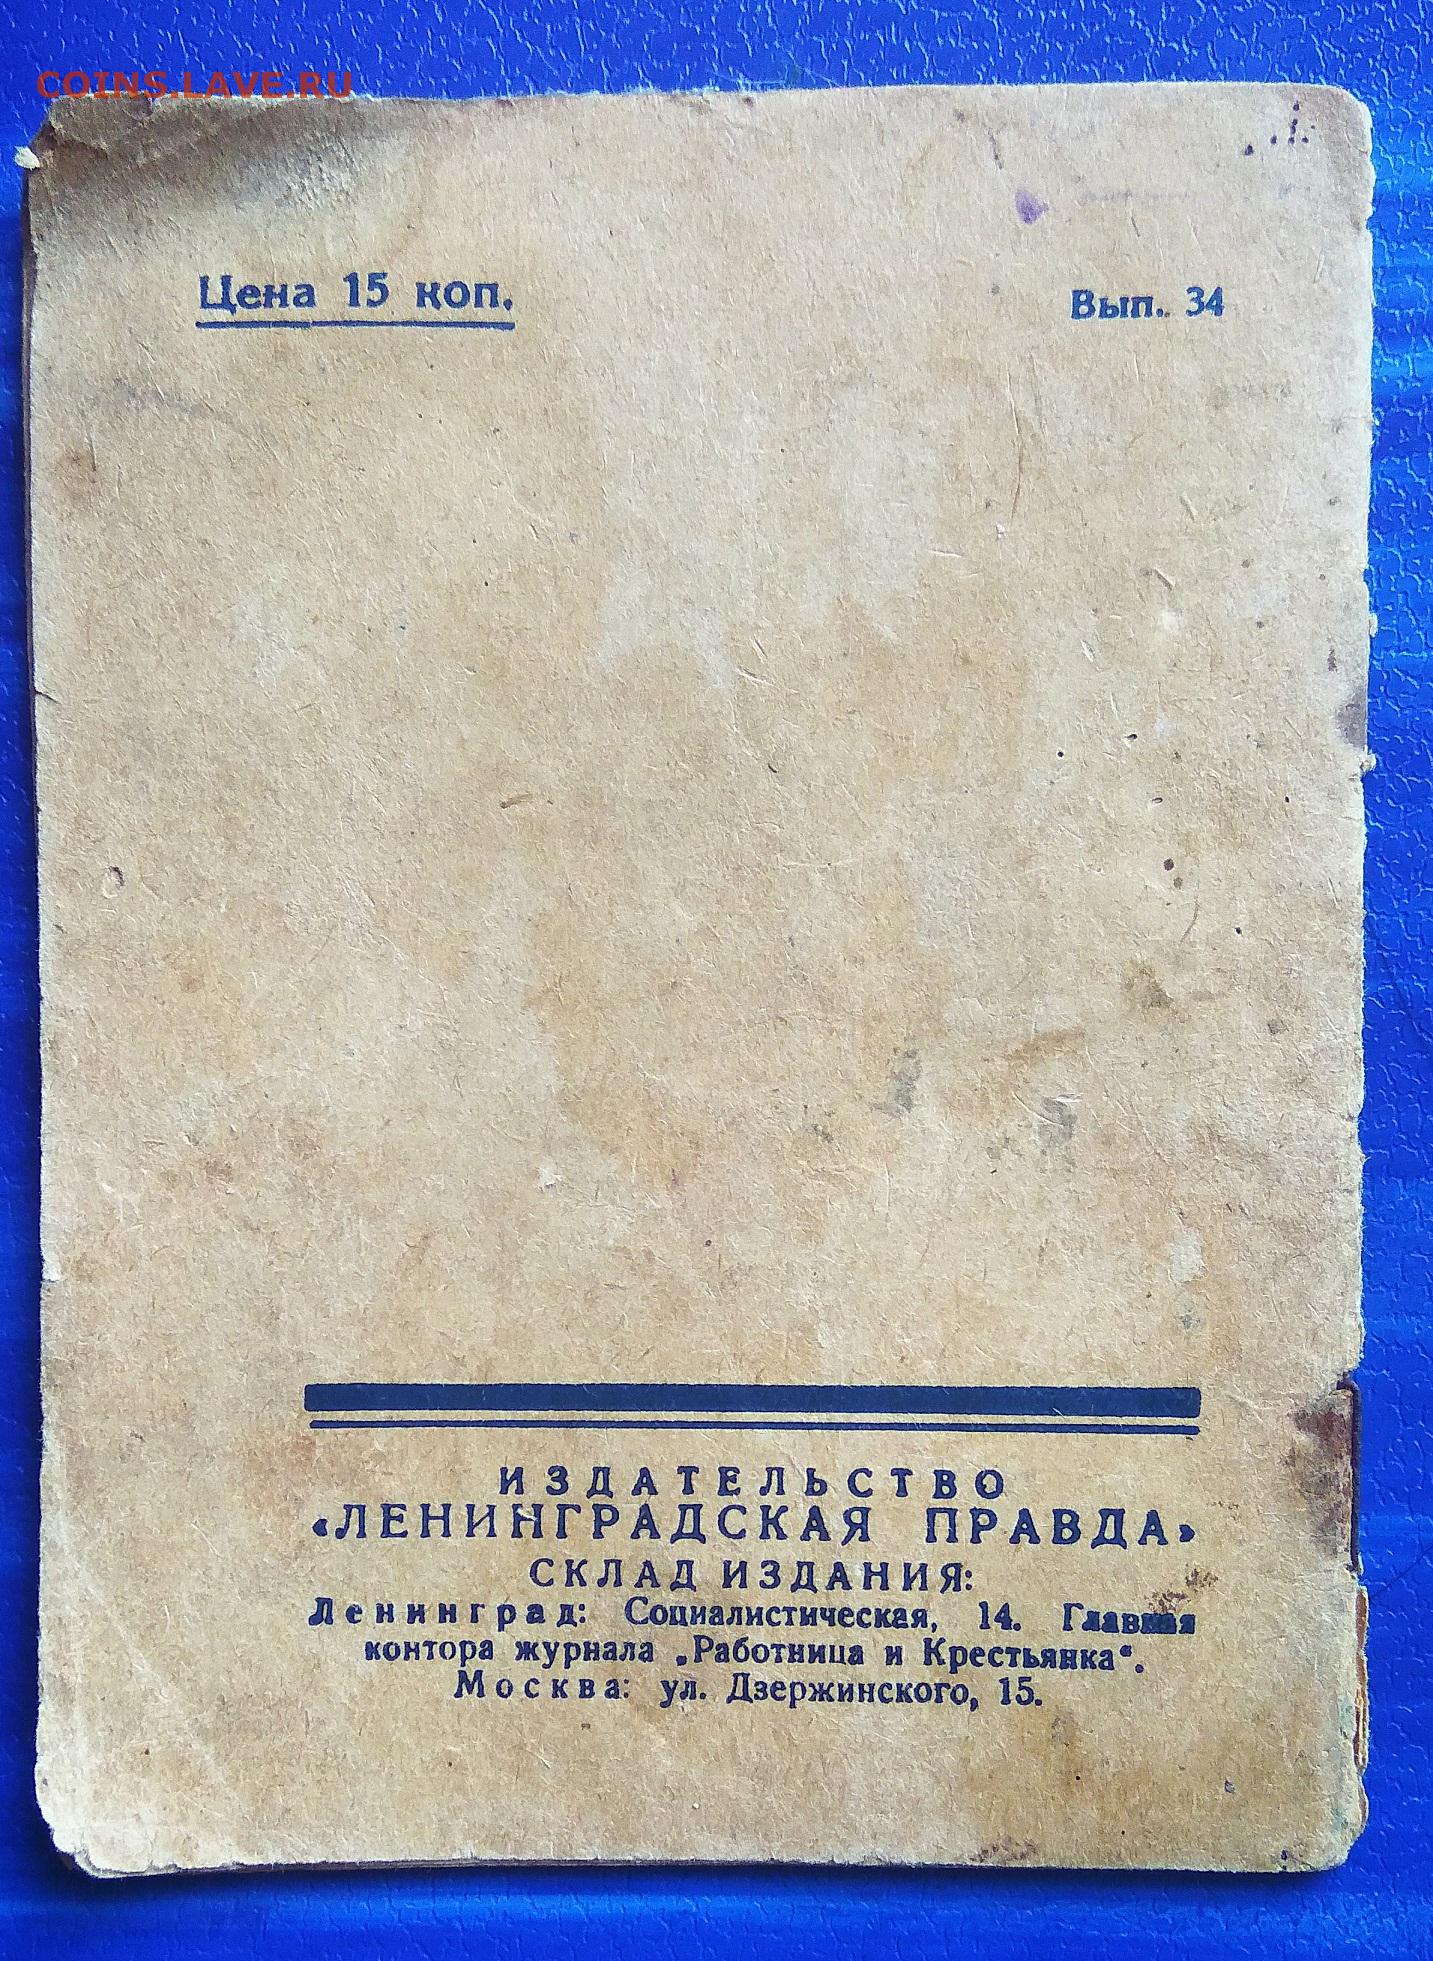 COINS.LAVE.RU
Цена 15 коп.
Вып. 34
ИЗДАТЕЛЬСТВО
«ЛЕНИНГРАДСКАЯ ПРАВДА»
СКЛАД ИЗДАНИЯ:
Ленинград: Социалистическая, 14. Главная
контора журнала „Работница и Крестьянка“.
Москва: ул. Дзержинского, 15.